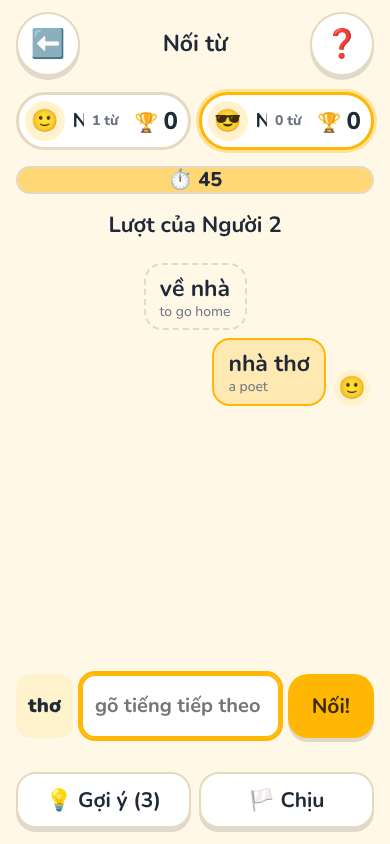 Nối từ
N 1 từ 0
N 0 từ 0
45
Lượt của Người 2
về nhà
to go home
nhà thơ
a poet
thơ gõ tiếng tiếp theo Nối!
Gợi ý (3) Chịu